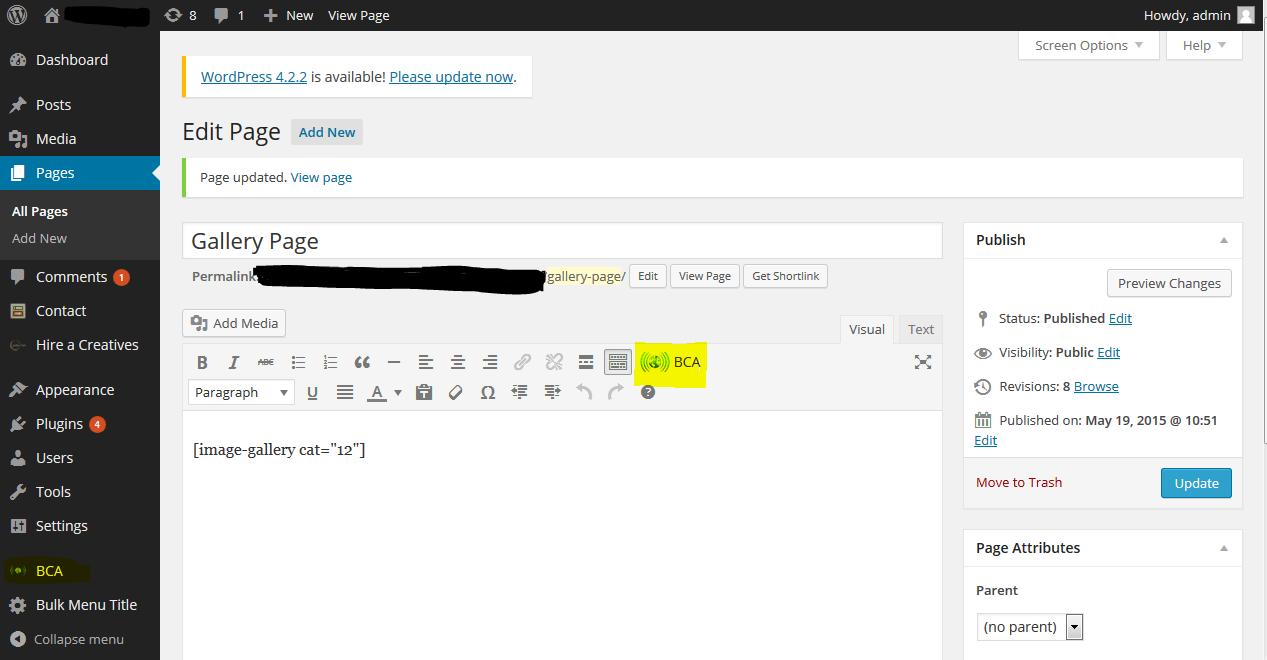 8 1 New View Page Howdy, admin
Screen Options Help
Dashboard
Posts
Media
Pages
All Pages
Add New
Comments 1
Contact
Hire a Creatives
Appearance
Plugins 4
Users
Tools
Settings
BCA
Bulk Menu Title
Collapse menu
WordPress 4.2.2 is available! Please update now.
Edit Page Add New
Page updated. View page
Gallery Page
Permalink /gallery-page/ Edit View Page Get Shortlink
Add Media Visual Text
B I ABC BCA
Paragraph U A Ω ?
[image-gallery cat="12"]
Publish
Preview Changes
Status: Published Edit
Visibility: Public Edit
Revisions: 8 Browse
Published on: May 19, 2015 @ 10:51
Edit
Move to Trash Update
Page Attributes
Parent
(no parent)